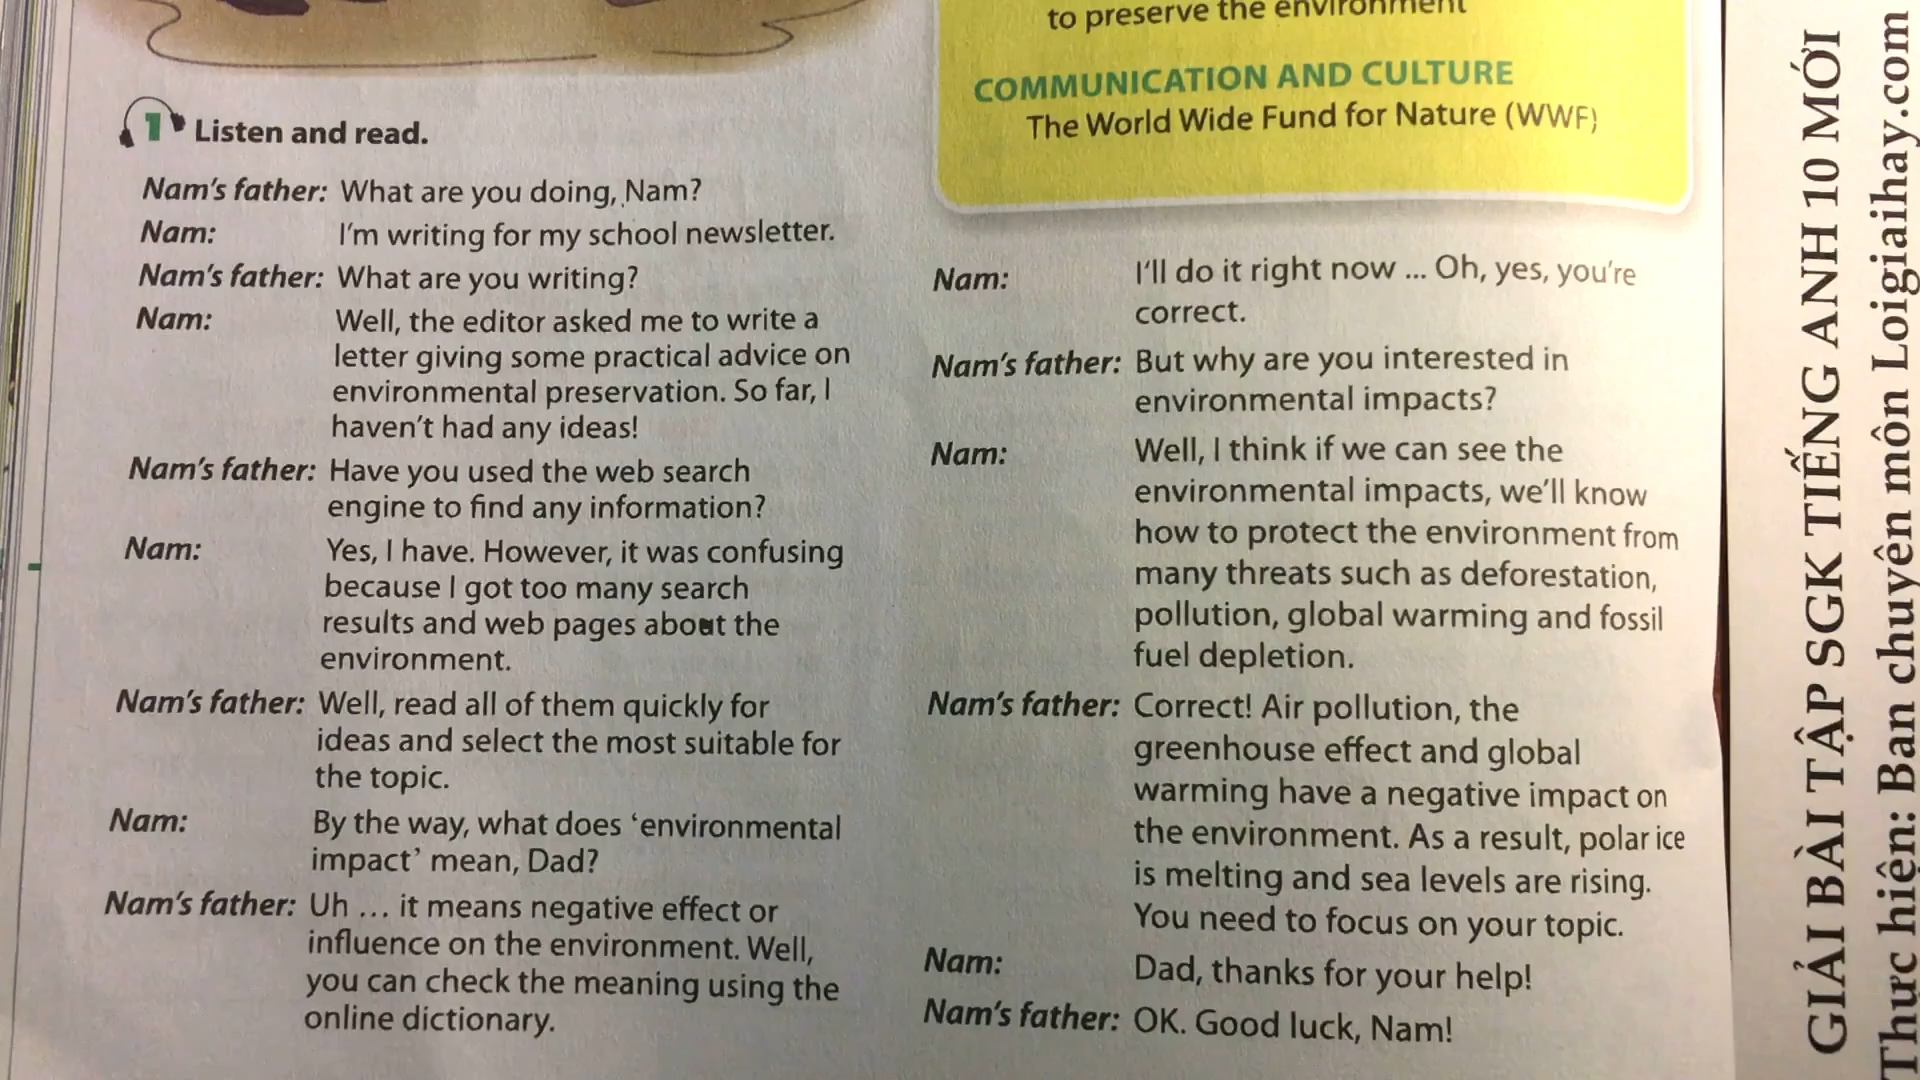 to preserve the environment
COMMUNICATION AND CULTURE
The World Wide Fund for Nature (WWF)
1 Listen and read.
Nam's father: What are you doing, Nam?
Nam: I'm writing for my school newsletter.
Nam's father: What are you writing?
Nam: Well, the editor asked me to write a
letter giving some practical advice on
environmental preservation. So far, I
haven't had any ideas!
Nam's father: Have you used the web search
engine to find any information?
Nam: Yes, I have. However, it was confusing
because I got too many search
results and web pages about the
environment.
Nam's father: Well, read all of them quickly for
ideas and select the most suitable for
the topic.
Nam: By the way, what does ‘environmental
impact’ mean, Dad?
Nam's father: Uh ... it means negative effect or
influence on the environment. Well,
you can check the meaning using the
online dictionary.
Nam: I'll do it right now ... Oh, yes, you're
correct.
Nam's father: But why are you interested in
environmental impacts?
Nam: Well, I think if we can see the
environmental impacts, we'll know
how to protect the environment from
many threats such as deforestation,
pollution, global warming and fossil
fuel depletion.
Nam's father: Correct! Air pollution, the
greenhouse effect and global
warming have a negative impact on
the environment. As a result, polar ice
is melting and sea levels are rising.
You need to focus on your topic.
Nam: Dad, thanks for your help!
Nam's father: OK. Good luck, Nam!
GIẢI BÀI TẬP SGK TIẾNG ANH 10 MỚI
Thực hiện: Ban chuyên môn Loigiaihay.com